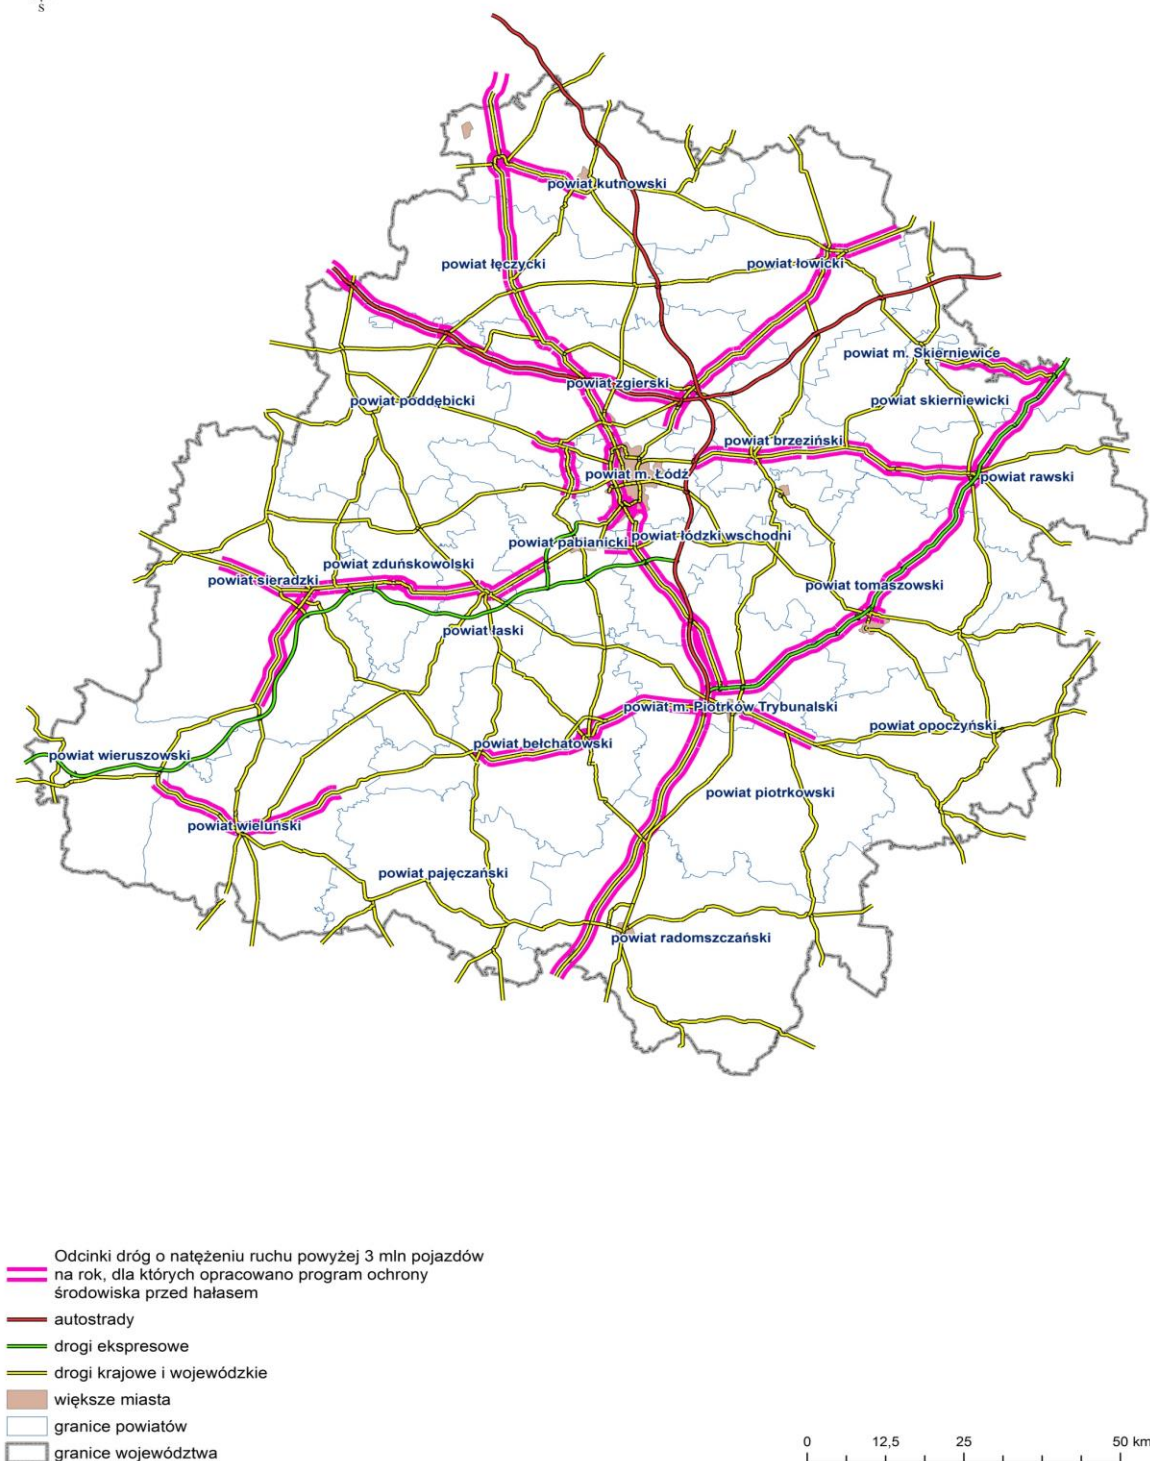 ś
powiat kutnowski
powiat łęczycki
powiat łowicki
powiat m. Skierniewice
powiat zgierski
powiat poddębicki
powiat skierniewicki
powiat brzeziński
powiat m. Łódź
powiat rawski
powiat pabianicki
powiat łódzki wschodni
powiat zduńskowolski
powiat sieradzki
powiat tomaszowski
powiat łaski
powiat m. Piotrków Trybunalski
powiat opoczyński
powiat bełchatowski
powiat wieruszowski
powiat piotrkowski
powiat wieluński
powiat pajęczański
powiat radomszczański
Odcinki dróg o natężeniu ruchu powyżej 3 mln pojazdów
na rok, dla których opracowano program ochrony
środowiska przed hałasem
autostrady
drogi ekspresowe
drogi krajowe i wojewódzkie
większe miasta
granice powiatów
granice województwa
0 12,5 25 50 km